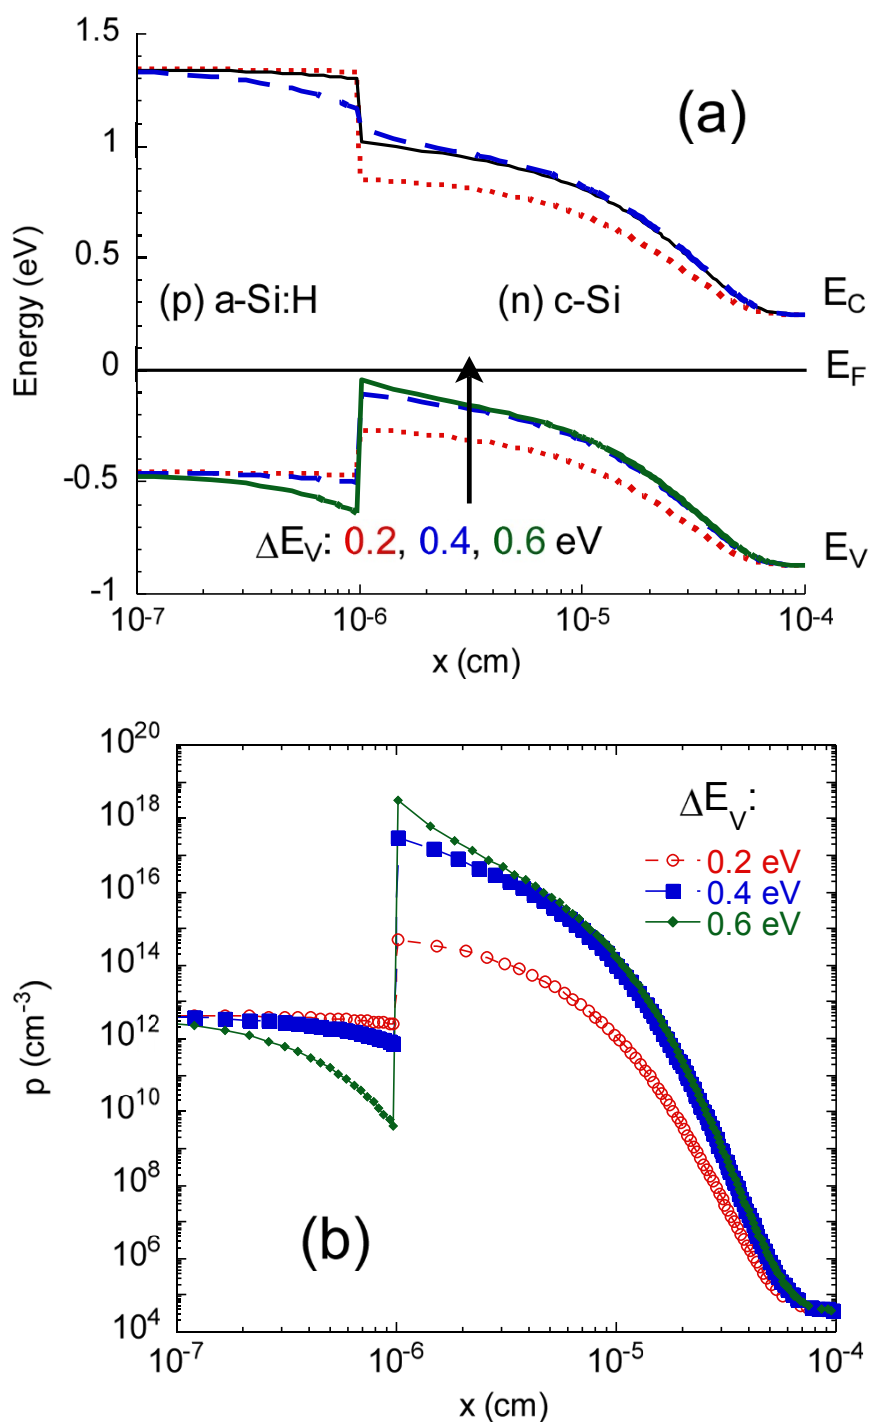 1.5
(a)
1
Energy (eV)
0.5
(p) a-Si:H (n) c-Si
E_C
0
E_F
-0.5
ΔE_V: 0.2, 0.4, 0.6 eV
E_V
-1
10^-7 10^-6 10^-5 10^-4
x (cm)
10^20
10^18
ΔE_V:
0.2 eV
10^16
0.4 eV
0.6 eV
10^14
p (cm^-3)
10^12
10^10
10^8
(b)
10^6
10^4
10^-7 10^-6 10^-5 10^-4
x (cm)